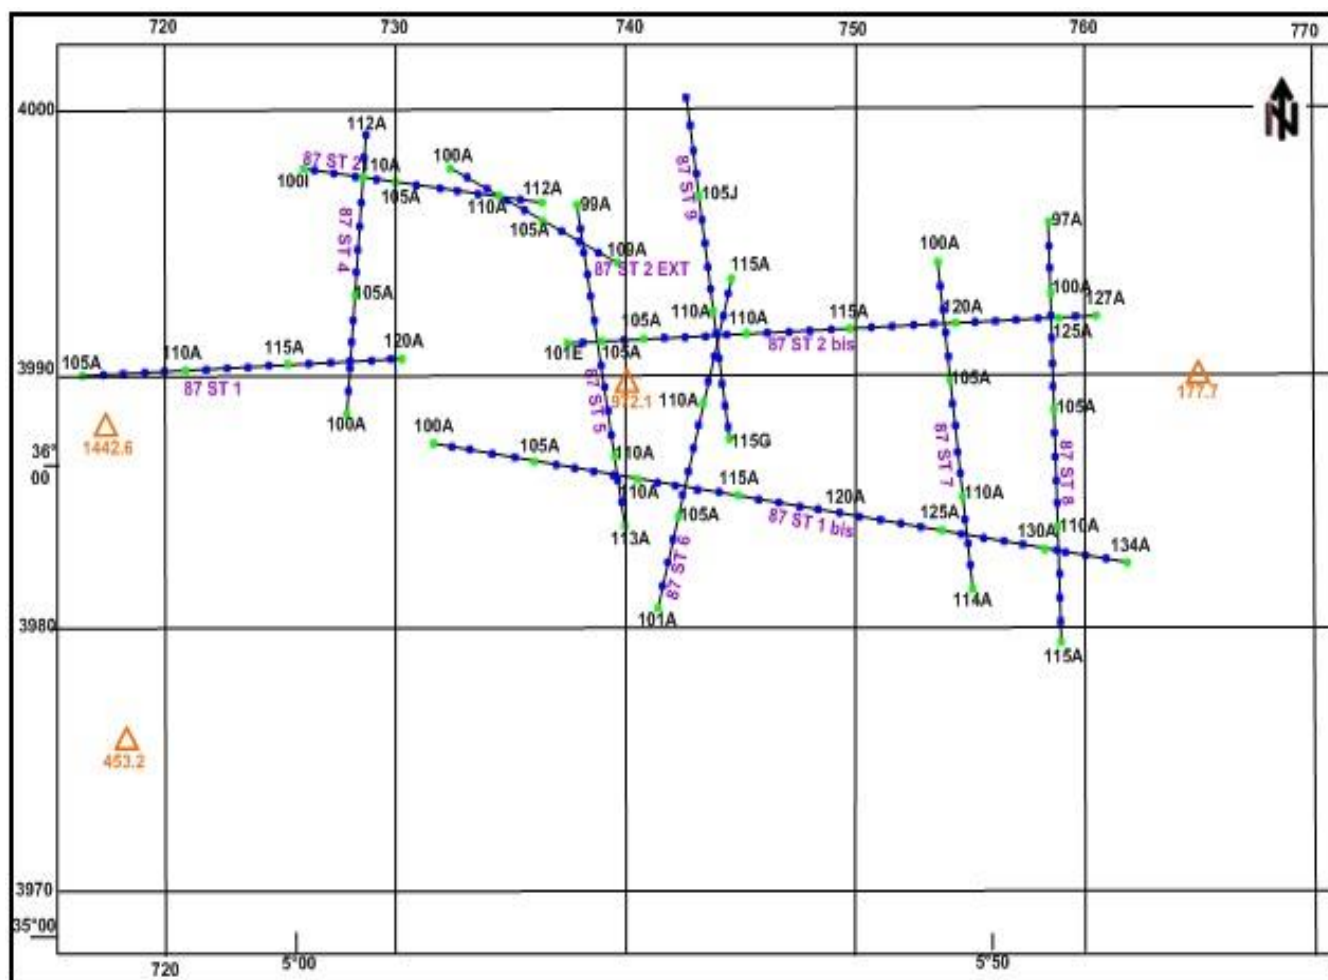 720 730 740 750 760 770
4000
N
112A
87 ST 2
100I
110A
105A
100A
112A
110A
99A
105A
109A
87 ST 2 EXT
87 ST 4
105A
87 ST 9
105J
115A
97A
100A
100A
127A
110A
110A
115A
120A
125A
105A
101E
105A
87 ST 2 bis
3990
105A
110A
115A
120A
87 ST 1
100A
87 ST 5
972.1
110A
105A
105A
177.7
1442.6
36°
00
100A
105A
110A
115G
87 ST 7
87 ST 8
110A
115A
120A
110A
125A
130A
110A
134A
113A
105A
87 ST 1 bis
87 ST 6
101A
114A
3980
115A
453.2
3970
35°00
720
5°00
5°50